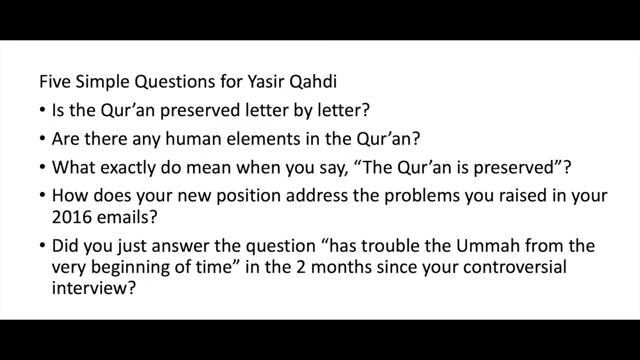 Five Simple Questions for Yasir Qahdi
• Is the Qur’an preserved letter by letter?
• Are there any human elements in the Qur’an?
• What exactly do mean when you say, “The Qur’an is preserved”?
• How does your new position address the problems you raised in your
2016 emails?
• Did you just answer the question “has trouble the Ummah from the
very beginning of time” in the 2 months since your controversial
interview?